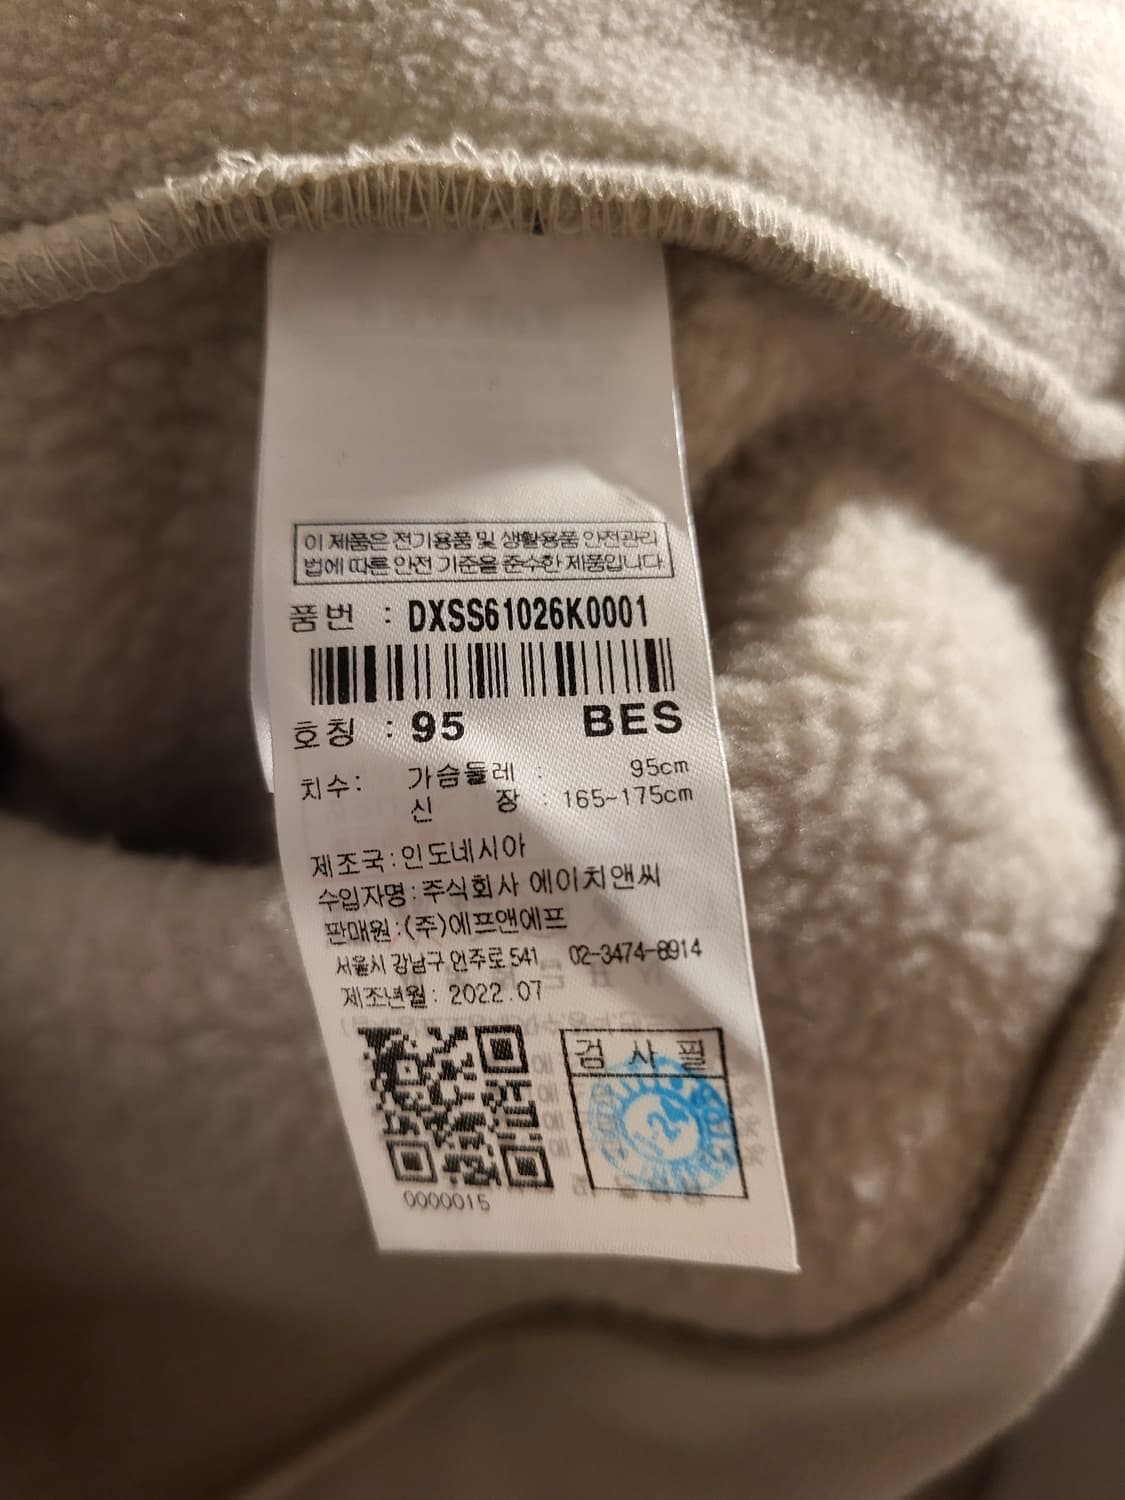 이 제품은 전기용품 및 생활용품 안전관리
법에 따른 안전 기준을 준수한 제품입니다.
품번 : DXSS61026K0001
호칭 : 95 BES
치수: 가슴둘레 : 95cm
신 장 : 165~175cm
제조국:인도네시아
수입자명:주식회사 에이치앤씨
판매원:(주)에프앤에프
서울시 강남구 언주로 541 02-3474-8914
제조년월: 2022.07
검 사 필
0000015